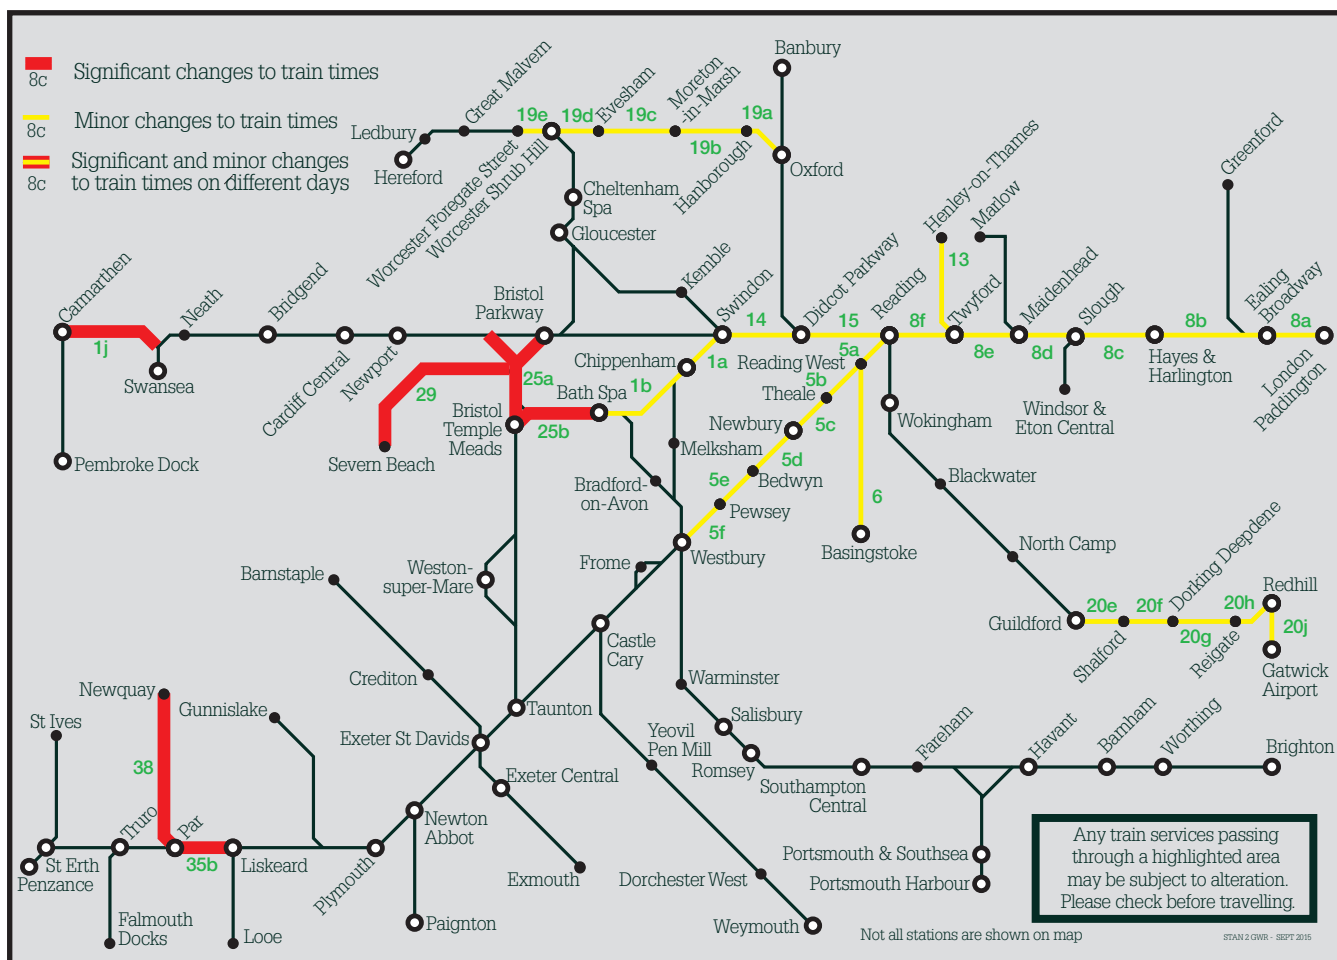 8c
Significant changes to train times
8c
Minor changes to train times
8c
Significant and minor changes
to train times on different days
Banbury
Great Malvern
Evesham
Moreton
-in-Marsh
19e
19d
19c
19b
19a
Ledbury
Hereford
Worcester Foregate Street
Worcester Shrub Hill
Hanborough
Oxford
Cheltenham
Spa
Gloucester
Kemble
Henley-on-Thames
Marlow
Greenford
13
Carmarthen
1j
Swansea
Neath
Bridgend
Cardiff Central
Newport
Bristol
Parkway
Swindon
14
Didcot Parkway
15
Reading
8f
Twyford
8e
Maidenhead
8d
Slough
8c
8b
Hayes &
Harlington
Ealing
Broadway
8a
London
Paddington
Windsor &
Eton Central
Pembroke Dock
29
25a
Severn Beach
Bristol
Temple
Meads
25b
Bath Spa
1b
Chippenham
1a
Melksham
Bradford-
on-Avon
Reading West
5a
5b
Theale
5c
Newbury
5d
Bedwyn
5e
Pewsey
5f
Westbury
6
Basingstoke
Wokingham
Blackwater
North Camp
Guildford
20e
Shalford
20f
Dorking Deepdene
20g
Reigate
20h
Redhill
20j
Gatwick
Airport
Barnstaple
Weston-
super-Mare
Frome
Castle
Cary
Warminster
Crediton
Taunton
Exeter St Davids
Exeter Central
Exmouth
Newton
Abbot
Paignton
Salisbury
Yeovil
Pen Mill
Romsey
Southampton
Central
Fareham
Havant
Barnham
Worthing
Brighton
Portsmouth & Southsea
Portsmouth Harbour
Dorchester West
Weymouth
Newquay
Gunnislake
St Ives
38
Truro
Par
35b
Liskeard
Plymouth
St Erth
Penzance
Falmouth
Docks
Looe
Any train services passing
through a highlighted area
may be subject to alteration.
Please check before travelling.
Not all stations are shown on map
STAN 2 GWR - SEPT 2015